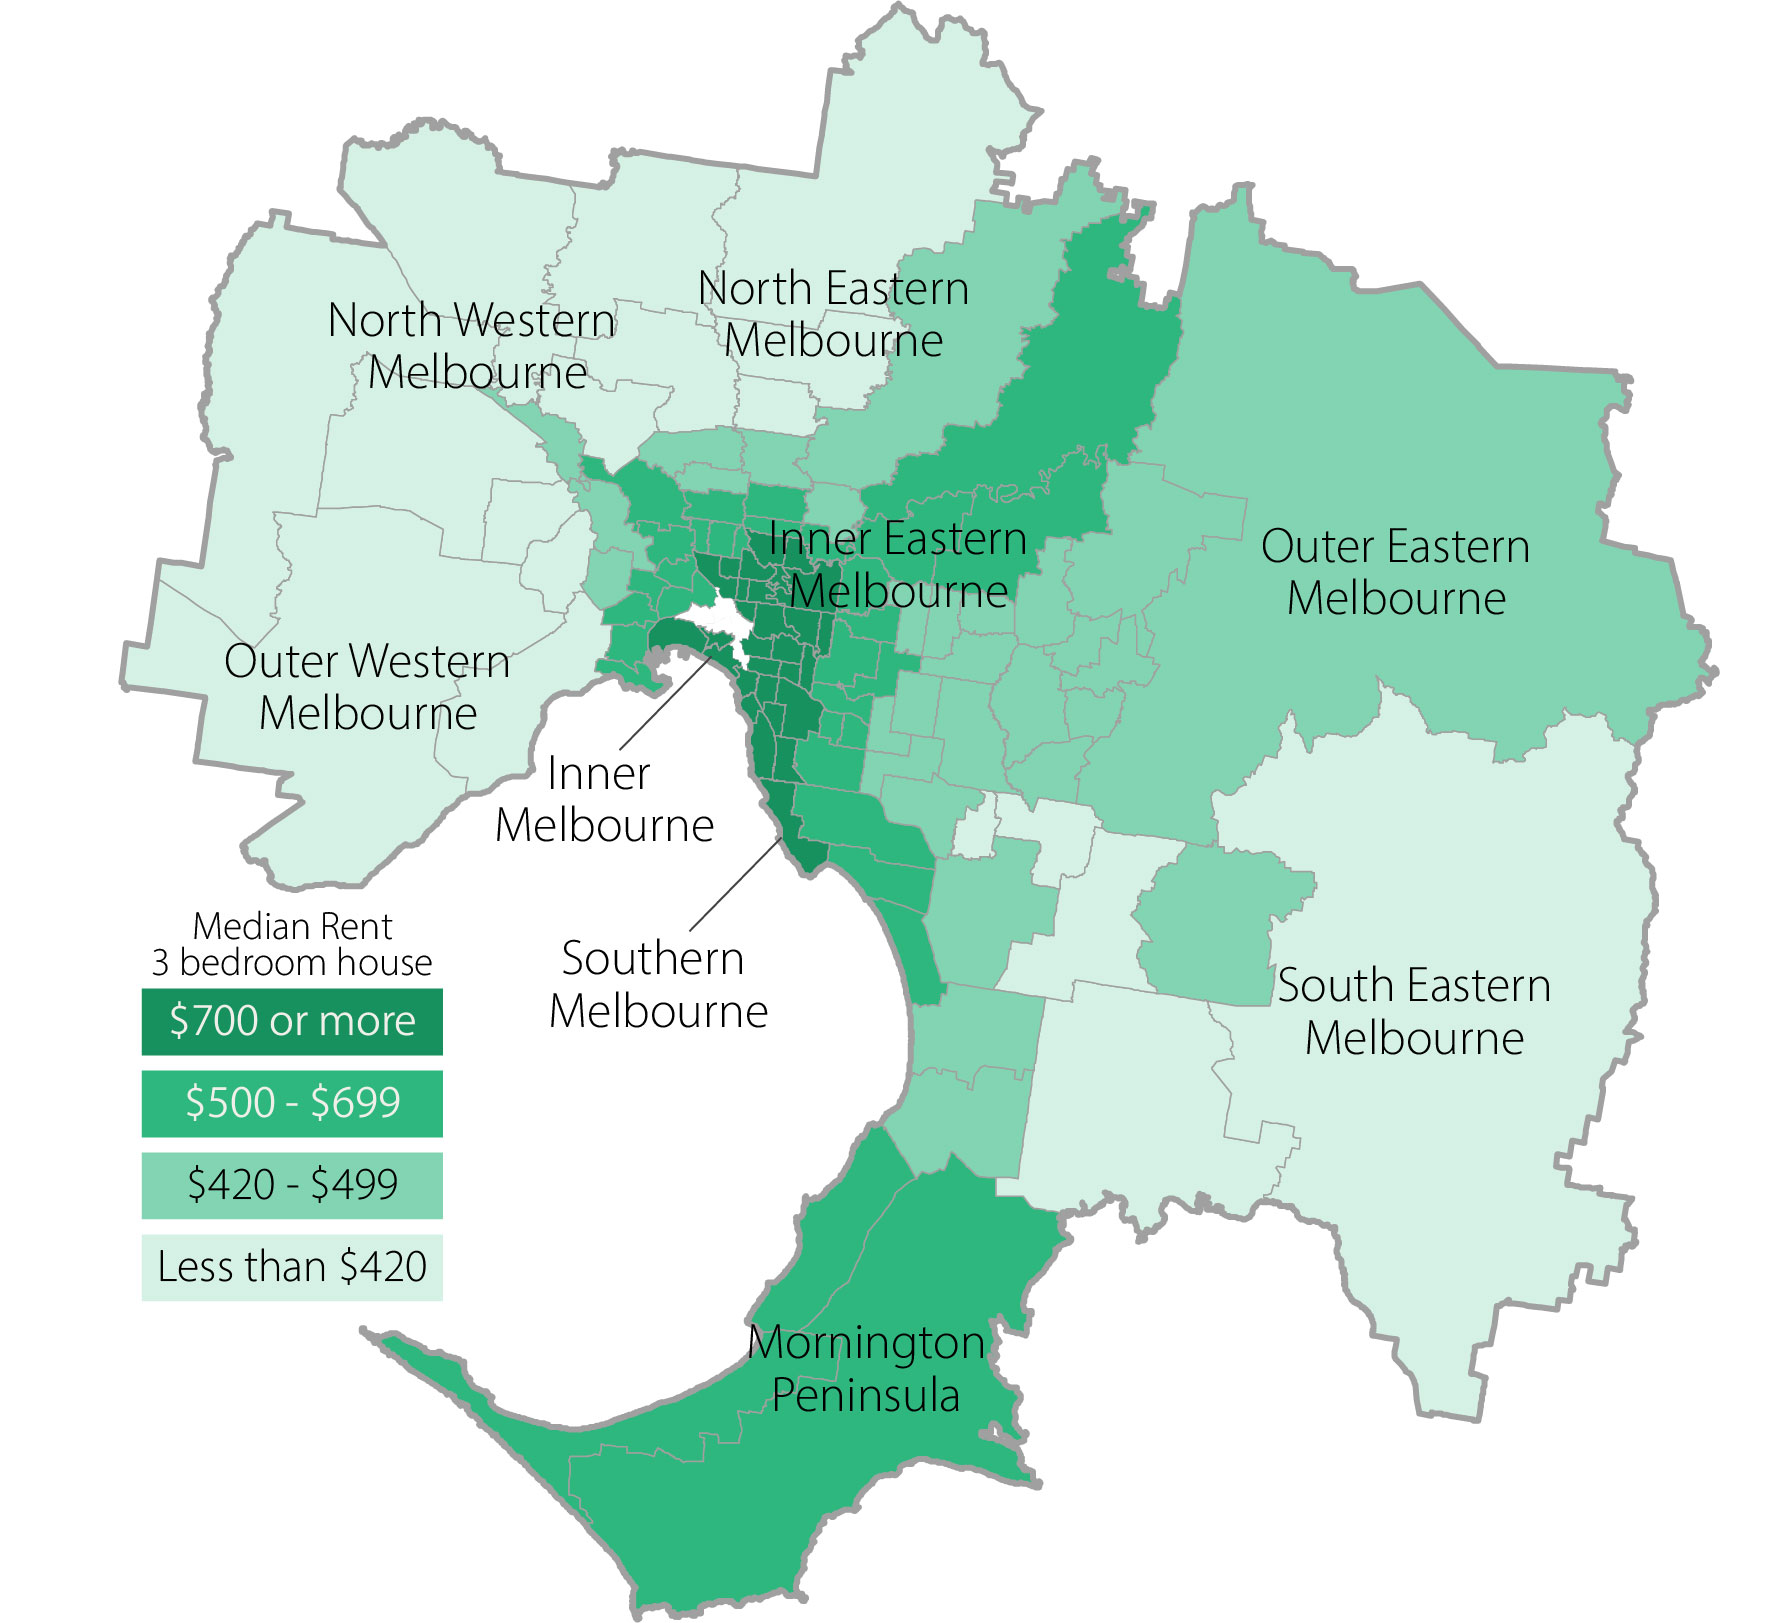 North Eastern
Melbourne
North Western
Melbourne
Inner Eastern
Melbourne
Outer Eastern
Melbourne
Outer Western
Melbourne
Inner
Melbourne
Southern
Melbourne
South Eastern
Melbourne
Mornington
Peninsula
Median Rent
3 bedroom house
$700 or more
$500 - $699
$420 - $499
Less than $420